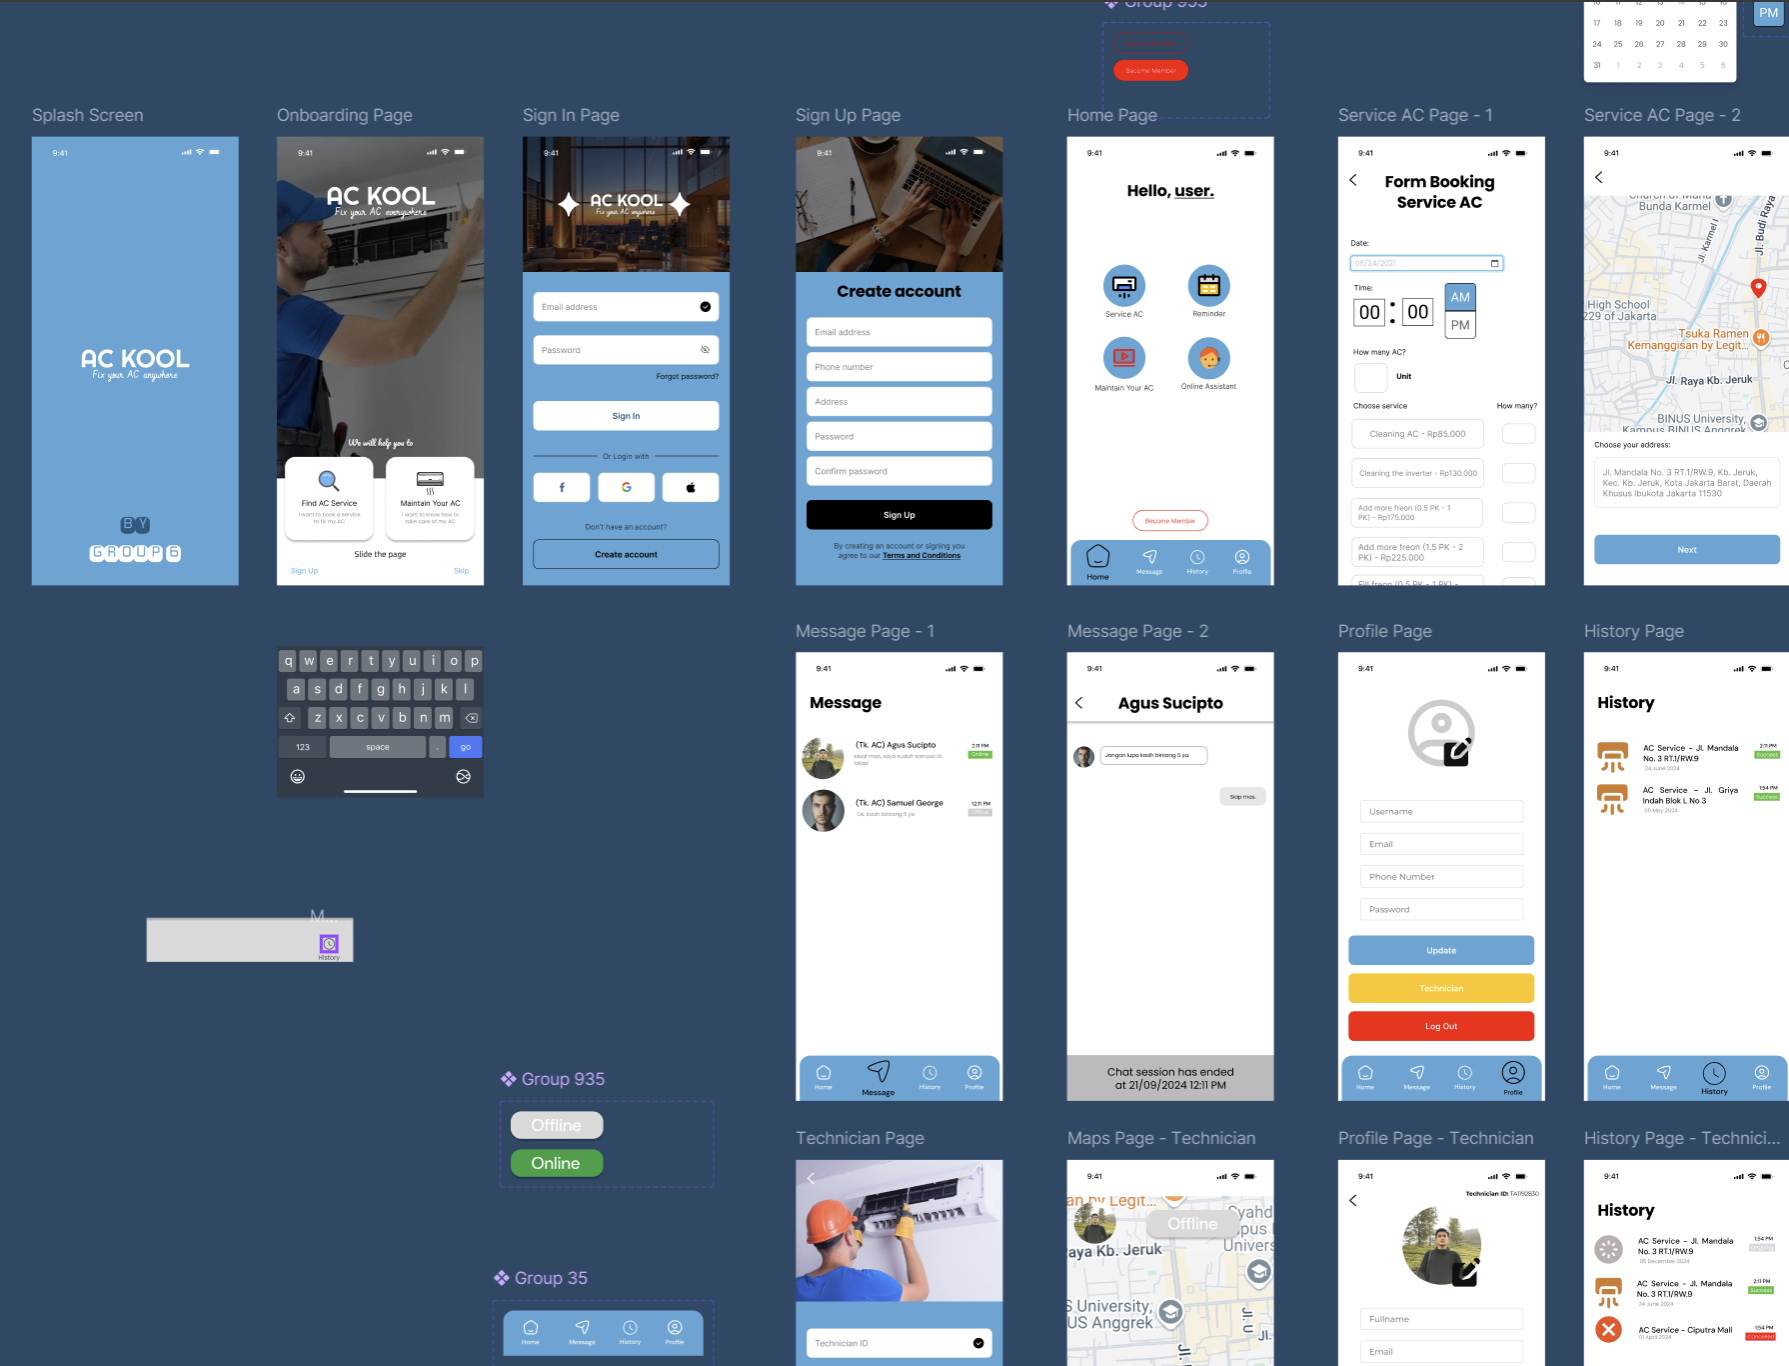 Group 935
Become Member
PM
17 18 19 20 21 22 23
24 25 26 27 28 29 30
31 1 2 3 4 5 6
Splash Screen
9:41
AC KOOL
Fix your AC anywhere
BY
GROUP 6
Onboarding Page
9:41
AC KOOL
Fix your AC everywhere
We will help you to
Find AC Service
I want to book a service
to fix my AC
Maintain Your AC
I want to know how to
take care of my AC
Slide the page
Sign Up
Skip
Sign In Page
9:41
AC KOOL
Fix your AC anywhere
Email address
Password
Forgot password?
Sign In
Or Login with
Don't have an account?
Create account
Sign Up Page
9:41
Create account
Email address
Phone number
Address
Password
Confirm password
Sign Up
By creating an account or signing you
agree to our Terms and Conditions
Home Page
9:41
Hello, user.
Service AC
Reminder
Maintain Your AC
Online Assistant
Become Member
Home
Message
History
Profile
Service AC Page - 1
9:41
Form Booking
Service AC
Date:
06/24/2021
Time:
00 : 00
AM
PM
How many AC?
Unit
Choose service
How many?
Cleaning AC - Rp85.000
Cleaning the inverter - Rp130.000
Add more freon (0.5 PK - 1
PK) - Rp175.000
Add more freon (1.5 PK - 2
PK) - Rp225.000
Fill freon (0.5 PK - 1 PK) -
Service AC Page - 2
9:41
Church of Maria
Bunda Karmel
Jl. Karmel I
Jl. Budi Raya
High School
229 of Jakarta
Tsuka Ramen
Kemanggisan by Legit...
Jl. Raya Kb. Jeruk
BINUS University,
Kampus BINUS Anggrek
Choose your address:
Jl. Mandala No. 3 RT.1/RW.9, Kb. Jeruk,
Kec. Kb. Jeruk, Kota Jakarta Barat, Daerah
Khusus Ibukota Jakarta 11530
Next
q w e r t y u i o p
a s d f g h j k l
z x c v b n m
123
space
.
go
M...
History
Message Page - 1
9:41
Message
(Tk. AC) Agus Sucipto
2:11 PM
Online
(Tk. AC) Samuel George
12:11 PM
Offline
Ok kasih bintang 5 ya
Home
Message
History
Profile
Message Page - 2
9:41
Agus Sucipto
Jangan lupa kasih bintang 5 ya.
Siap mas.
Chat session has ended
at 21/09/2024 12:11 PM
Profile Page
9:41
Username
Email
Phone Number
Password
Update
Technician
Log Out
Home
Message
History
Profile
History Page
9:41
History
AC Service - Jl. Mandala
No. 3 RT.1/RW.9
24 June 2024
2:11 PM
Success
AC Service - Jl. Griya
Indah Blok L No 3
05 May 2024
1:54 PM
Success
Home
Message
History
Profile
Group 935
Offline
Online
Group 35
Home
Message
History
Profile
Technician Page
Technician ID
Maps Page - Technician
9:41
an by Legit...
Offline
Syahd
pus
Univers
aya Kb. Jeruk
S University,
US Anggrek
Jl. U
Jl.
Profile Page - Technician
9:41
Technician ID: TA1192830
Fullname
Email
History Page - Technici...
9:41
History
AC Service - Jl. Mandala
No. 3 RT.1/RW.9
05 December 2024
1:54 PM
Ongoing
AC Service - Jl. Mandala
No. 3 RT.1/RW.9
24 June 2024
2:11 PM
Success
AC Service - Ciputra Mall
01 April 2024
1:54 PM
Canceled